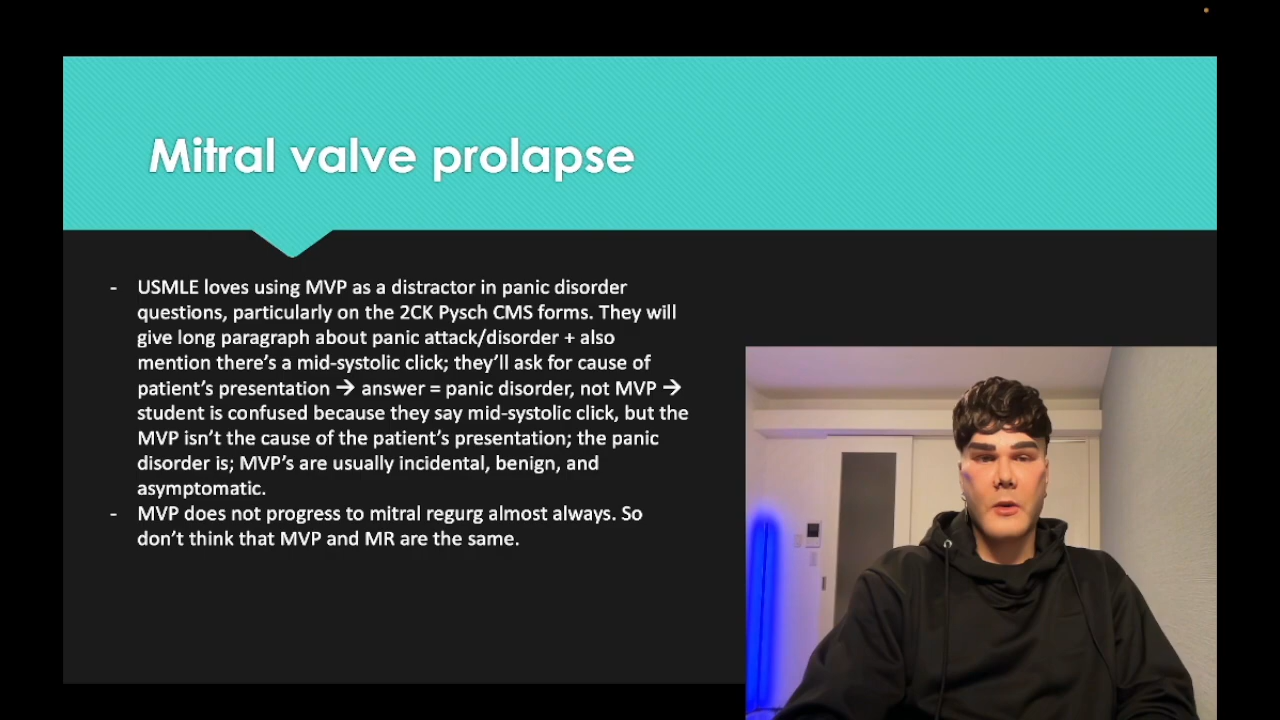 Mitral valve prolapse
- USMLE loves using MVP as a distractor in panic disorder
questions, particularly on the 2CK Pysch CMS forms. They will
give long paragraph about panic attack/disorder + also
mention there's a mid-systolic click; they'll ask for cause of
patient's presentation → answer = panic disorder, not MVP →
student is confused because they say mid-systolic click, but the
MVP isn't the cause of the patient's presentation; the panic
disorder is; MVP's are usually incidental, benign, and
asymptomatic.
- MVP does not progress to mitral regurg almost always. So
don't think that MVP and MR are the same.